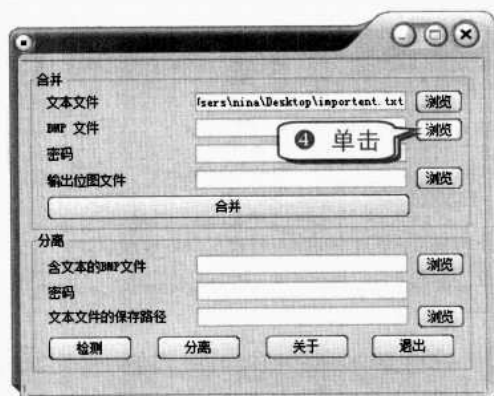 合并
文本文件 fsers\nina\Desktop\importent.txt 浏览
BMP 文件 浏览
❹ 单击
密码
输出位图文件 浏览
合并
分离
含文本的BMP文件 浏览
密码
文本文件的保存路径 浏览
检测 分离 关于 退出